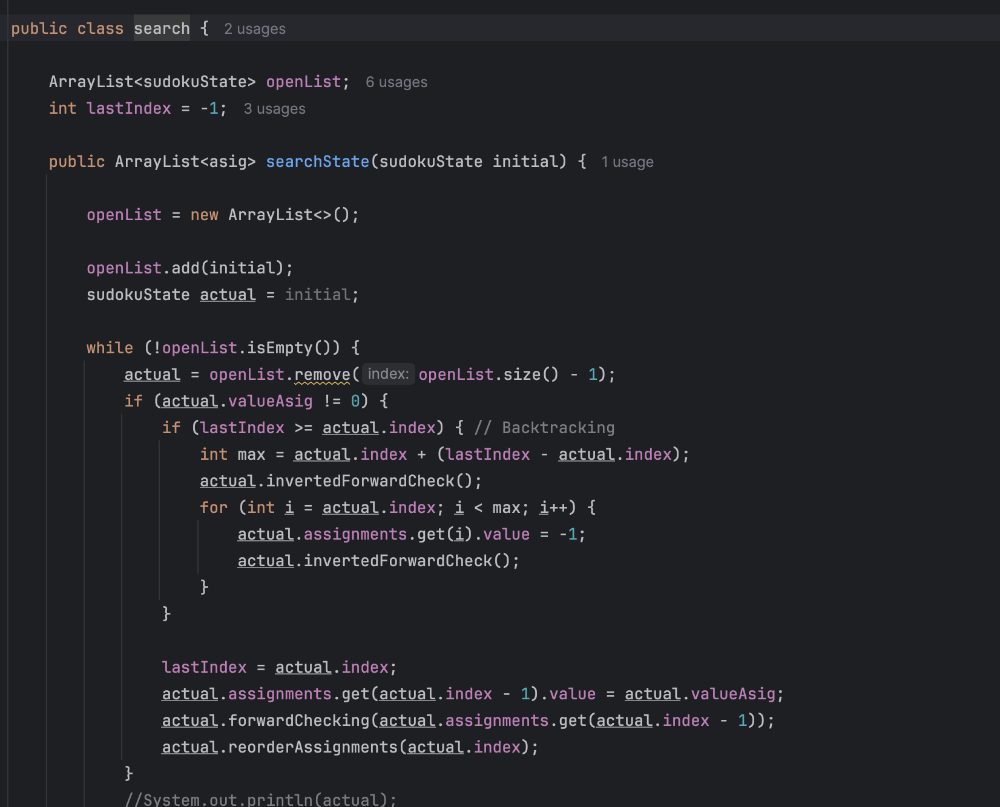 public class search {  2 usages
ArrayList<sudokuState> openList;  6 usages
int lastIndex = -1;  3 usages
public ArrayList<asig> searchState(sudokuState initial) {  1 usage
openList = new ArrayList<>();
openList.add(initial);
sudokuState actual = initial;
while (!openList.isEmpty()) {
actual = openList.remove( index: openList.size() - 1);
if (actual.valueAsig != 0) {
if (lastIndex >= actual.index) { // Backtracking
int max = actual.index + (lastIndex - actual.index);
actual.invertedForwardCheck();
for (int i = actual.index; i < max; i++) {
actual.assignments.get(i).value = -1;
actual.invertedForwardCheck();
}
}
lastIndex = actual.index;
actual.assignments.get(actual.index - 1).value = actual.valueAsig;
actual.forwardChecking(actual.assignments.get(actual.index - 1));
actual.reorderAssignments(actual.index);
}
//System.out.println(actual);